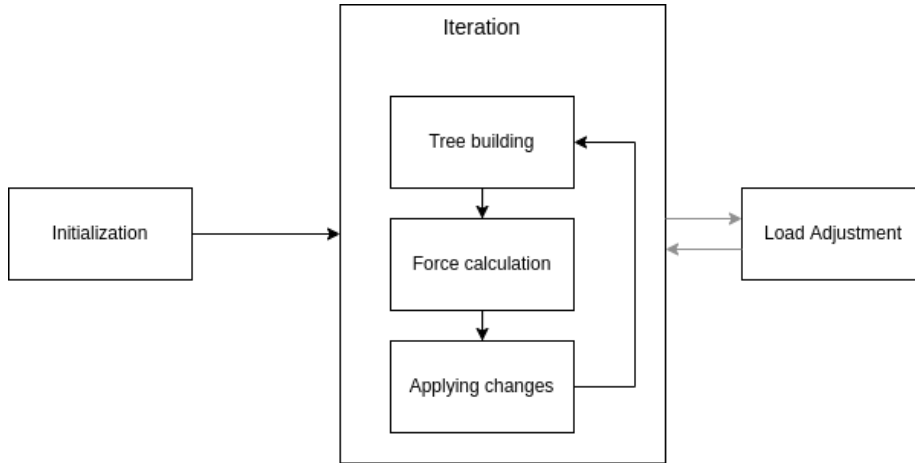 Iteration
Tree building
Initialization
Force calculation
Load Adjustment
Applying changes